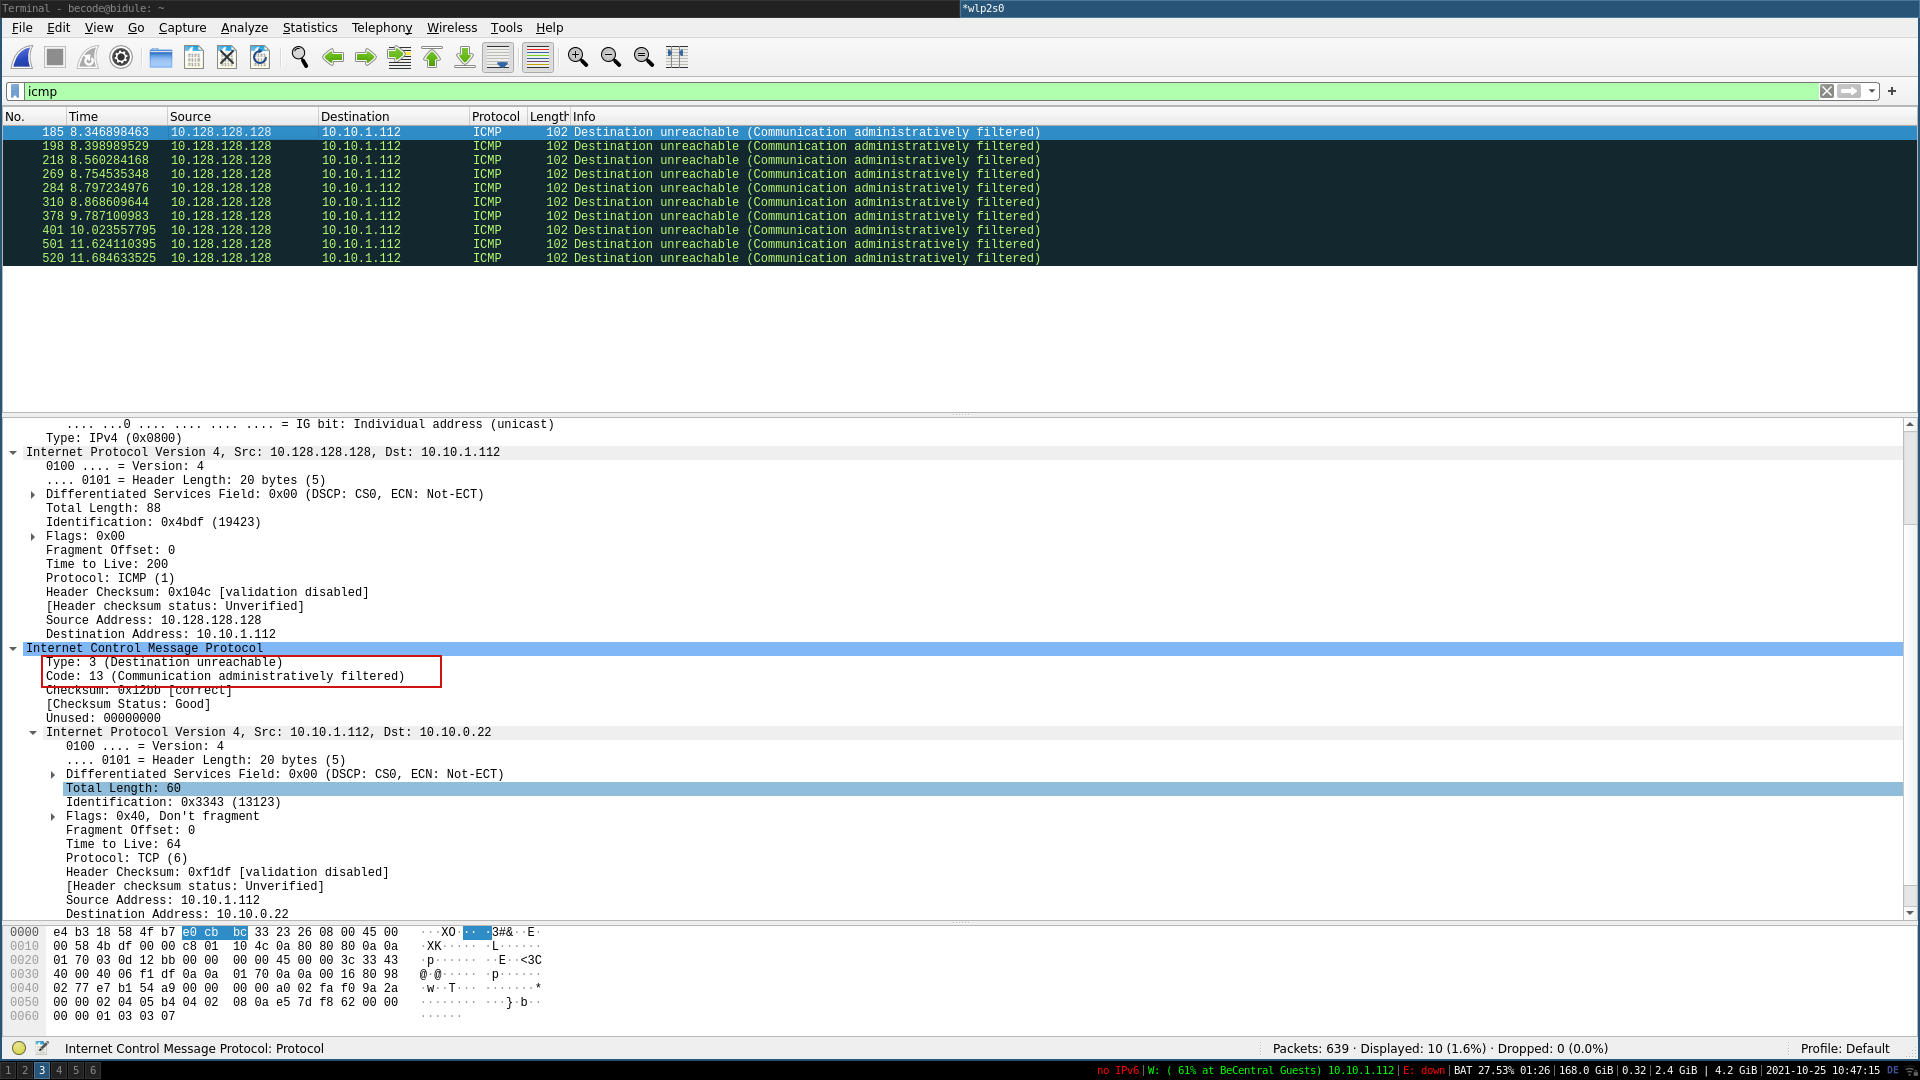 Terminal - becode@bidule: ~
*wlp2s0
File Edit View Go Capture Analyze Statistics Telephony Wireless Tools Help
icmp
No. Time Source Destination Protocol Length Info
185 8.346898463 10.128.128.128 10.10.1.112 ICMP 102 Destination unreachable (Communication administratively filtered)
198 8.398989529 10.128.128.128 10.10.1.112 ICMP 102 Destination unreachable (Communication administratively filtered)
218 8.560284168 10.128.128.128 10.10.1.112 ICMP 102 Destination unreachable (Communication administratively filtered)
269 8.754535348 10.128.128.128 10.10.1.112 ICMP 102 Destination unreachable (Communication administratively filtered)
284 8.797234976 10.128.128.128 10.10.1.112 ICMP 102 Destination unreachable (Communication administratively filtered)
310 8.868609644 10.128.128.128 10.10.1.112 ICMP 102 Destination unreachable (Communication administratively filtered)
378 9.787100983 10.128.128.128 10.10.1.112 ICMP 102 Destination unreachable (Communication administratively filtered)
401 10.023557795 10.128.128.128 10.10.1.112 ICMP 102 Destination unreachable (Communication administratively filtered)
501 11.624110395 10.128.128.128 10.10.1.112 ICMP 102 Destination unreachable (Communication administratively filtered)
520 11.684633525 10.128.128.128 10.10.1.112 ICMP 102 Destination unreachable (Communication administratively filtered)
.... ...0 .... .... .... .... = IG bit: Individual address (unicast)
Type: IPv4 (0x0800)
Internet Protocol Version 4, Src: 10.128.128.128, Dst: 10.10.1.112
0100 .... = Version: 4
.... 0101 = Header Length: 20 bytes (5)
Differentiated Services Field: 0x00 (DSCP: CS0, ECN: Not-ECT)
Total Length: 88
Identification: 0x4bdf (19423)
Flags: 0x00
Fragment Offset: 0
Time to Live: 200
Protocol: ICMP (1)
Header Checksum: 0x104c [validation disabled]
[Header checksum status: Unverified]
Source Address: 10.128.128.128
Destination Address: 10.10.1.112
Internet Control Message Protocol
Type: 3 (Destination unreachable)
Code: 13 (Communication administratively filtered)
Checksum: 0x12bb [correct]
[Checksum Status: Good]
Unused: 00000000
Internet Protocol Version 4, Src: 10.10.1.112, Dst: 10.10.0.22
0100 .... = Version: 4
.... 0101 = Header Length: 20 bytes (5)
Differentiated Services Field: 0x00 (DSCP: CS0, ECN: Not-ECT)
Total Length: 60
Identification: 0x3343 (13123)
Flags: 0x40, Don't fragment
Fragment Offset: 0
Time to Live: 64
Protocol: TCP (6)
Header Checksum: 0xf1df [validation disabled]
[Header checksum status: Unverified]
Source Address: 10.10.1.112
Destination Address: 10.10.0.22
0000 e4 b3 18 58 4f b7 e0 cb bc 33 23 26 08 00 45 00 ···XO··· ·3#&··E·
0010 00 58 4b df 00 00 c8 01 10 4c 0a 80 80 80 0a 0a ·XK····· ·L······
0020 01 70 03 0d 12 bb 00 00 00 00 45 00 00 3c 33 43 ·p······ ··E··<3C
0030 40 00 40 06 f1 df 0a 0a 01 70 0a 0a 00 16 80 98 @·@····· ·p······
0040 02 77 e7 b1 54 a9 00 00 00 00 a0 02 fa f0 9a 2a ·w··T··· ·······*
0050 00 00 02 04 05 b4 04 02 08 0a e5 7d f8 62 00 00 ········ ···}·b··
0060 00 00 01 03 03 07 ······
Internet Control Message Protocol: Protocol
Packets: 639 · Displayed: 10 (1.6%) · Dropped: 0 (0.0%)
Profile: Default
1 2 3 4 5 6
no IPv6|W: ( 61% at BeCentral Guests) 10.10.1.112|E: down|BAT 27.53% 01:26|168.0 GiB|0.32|2.4 GiB | 4.2 GiB|2021-10-25 10:47:15 DE